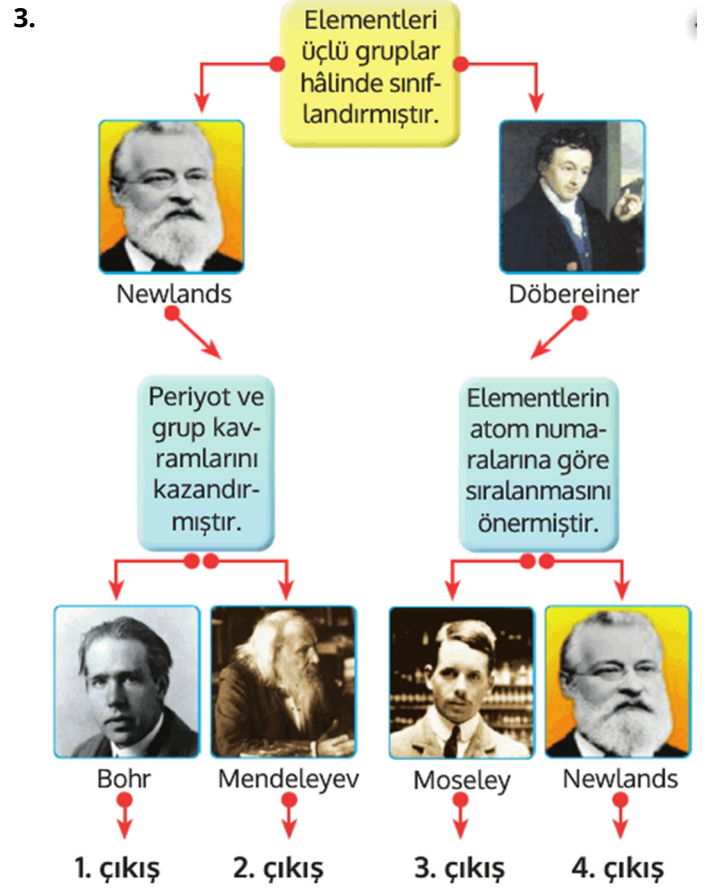 3.
Elementleri
üçlü gruplar
hâlinde sınıf-
landırmıştır.
Newlands
Döbereiner
Periyot ve
grup kav-
ramlarını
kazandır-
mıştır.
Elementlerin
atom numa-
ralarına göre
sıralanmasını
önermiştir.
Bohr
Mendeleyev
Moseley
Newlands
1. çıkış
2. çıkış
3. çıkış
4. çıkış